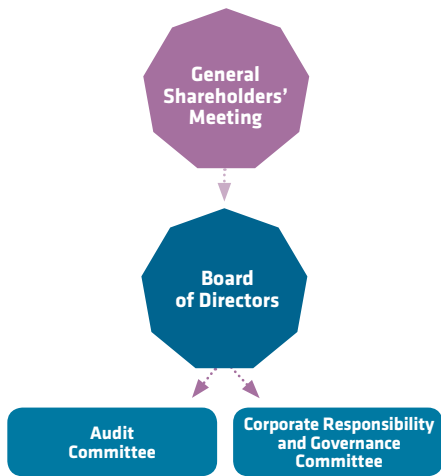 General
Shareholders’
Meeting
Board
of Directors
Audit
Committee
Corporate Responsibility
and Governance
Committee